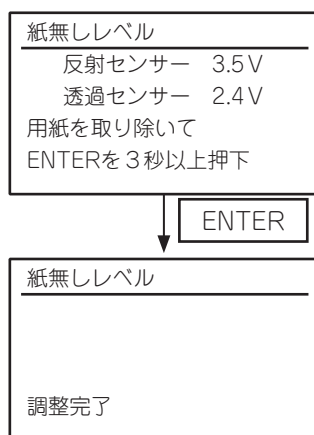 紙無しレベル
反射センサー 3.5V
透過センサー 2.4V
用紙を取り除いて
ENTERを3秒以上押下
ENTER
紙無しレベル
調整完了